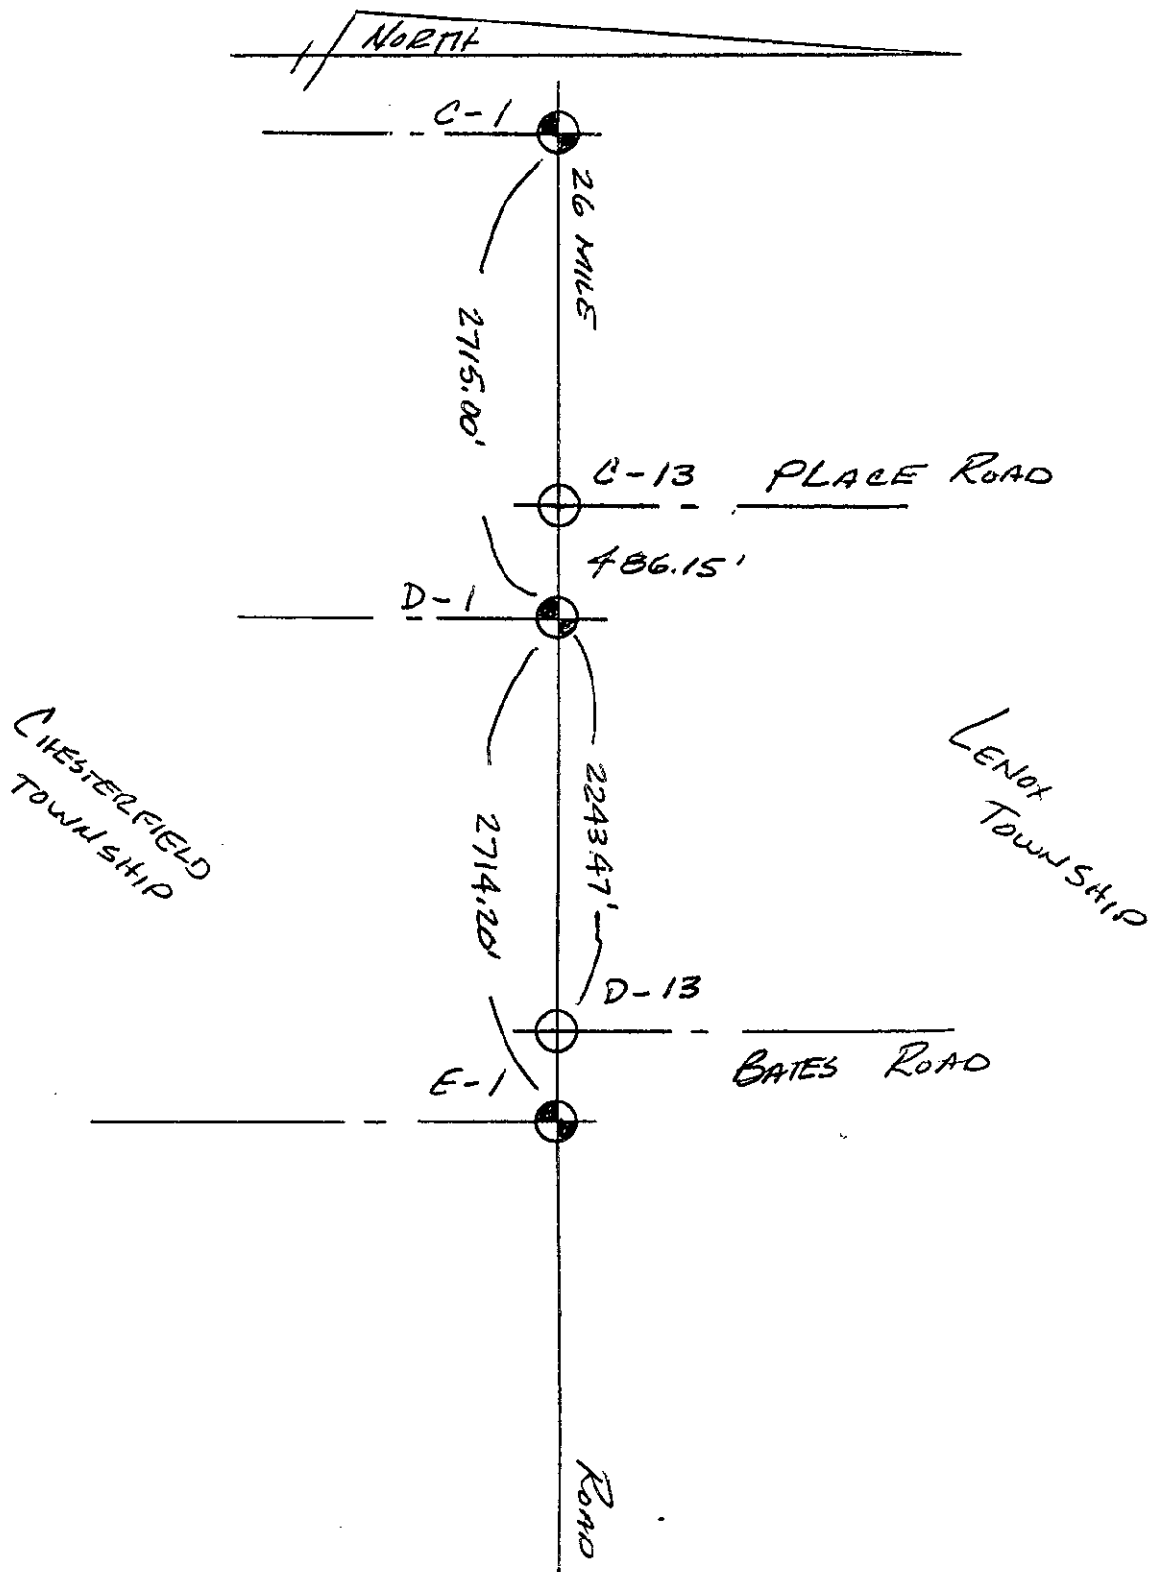 NORTH
C-1
26 MILE
2715.00'
C-13 PLACE ROAD
486.15'
D-1
CHESTERFIELD
TOWNSHIP
LENOX
TOWNSHIP
2243.47'
2714.20'
D-13
BATES ROAD
E-1
ROAD